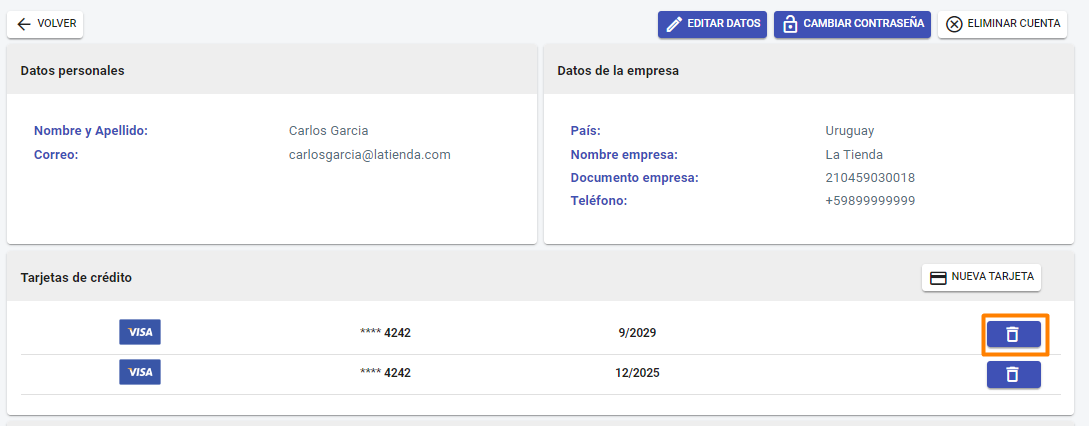 VOLVER
EDITAR DATOS
CAMBIAR CONTRASEÑA
ELIMINAR CUENTA
Datos personales
Nombre y Apellido: Carlos Garcia
Correo: carlosgarcia@latienda.com
Datos de la empresa
País: Uruguay
Nombre empresa: La Tienda
Documento empresa: 210459030018
Teléfono: +59899999999
Tarjetas de crédito
NUEVA TARJETA
VISA **** 4242 9/2029
VISA **** 4242 12/2025